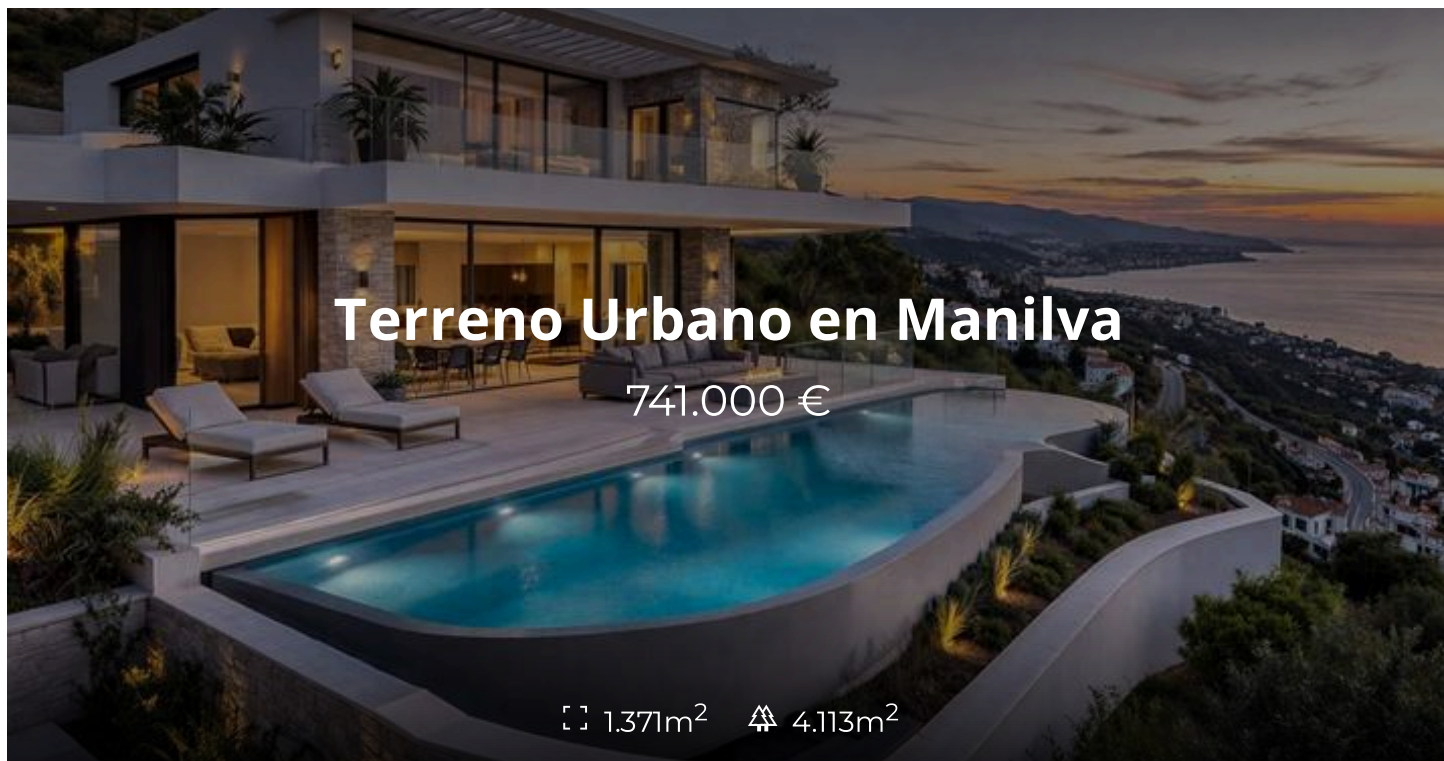 Terreno Urbano en Manilva
741.000 €
1.371m² 4.113m²